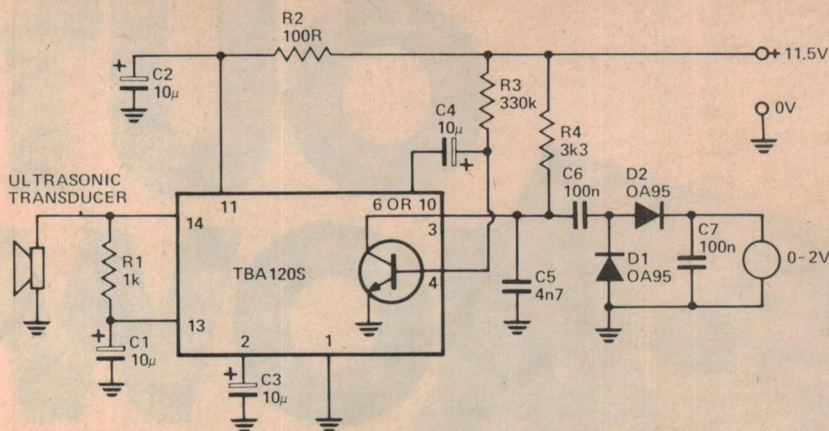 R2
100R
+ 11.5V
+
C2
10μ
R3
330k
C4
10μ
+
0V
R4
3k3
ULTRASONIC
TRANSDUCER
C6
100n
D2
OA95
14
11
6 OR 10
3
C7
100n
R1
1k
TBA120S
4
C5
4n7
D1
OA95
0–2V
13
+
C1
10μ
2
1
+
C3
10μ